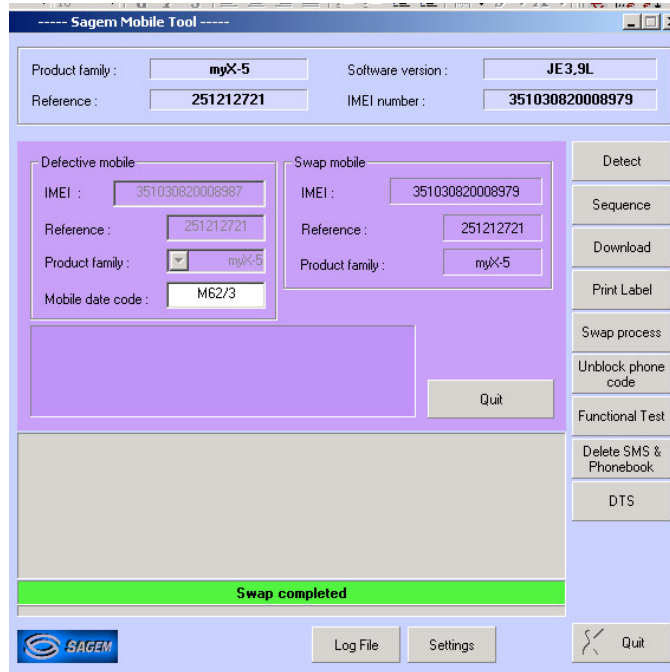 ----- Sagem Mobile Tool -----
Product family : myX-5 Software version : JE3,9L
Reference : 251212721 IMEI number : 351030820008979
Defective mobile
IMEI : 351030820008987
Reference : 251212721
Product family : myX-5
Mobile date code : M62/3
Swap mobile
IMEI : 351030820008979
Reference : 251212721
Product family : myX-5
Quit
Detect
Sequence
Download
Print Label
Swap process
Unblock phone
code
Functional Test
Delete SMS &
Phonebook
DTS
Swap completed
SAGEM
Log File
Settings
Quit